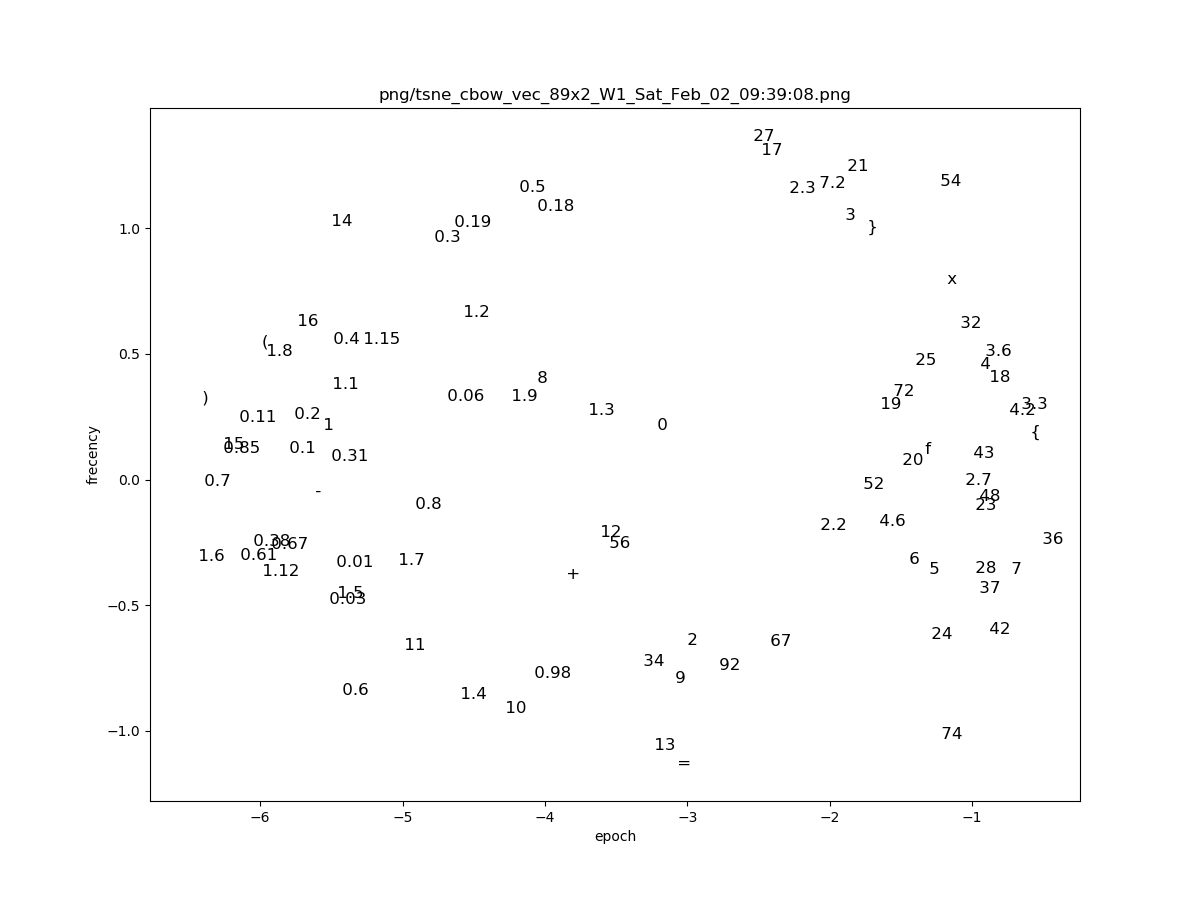 png/tsne_cbow_vec_89x2_W1_Sat_Feb_02_09:39:08.png
27
17
21
0.5 2.3 7.2 54
0.18
14 0.19 3
0.3 }
1.0
x
1.2
16 32
( 0.4 1.15
1.8 3.6
0.5 25 4
1.1 8 18
) 0.06 1.9 72
19 4.2 3.3
0.11 0.2 1.3
1 0 {
15 0.85 0.1 f 43
0.31 20
0.7 52 2.7
0.0
- 48
0.8 23
2.2 4.6
12
0.38 0.67 56 36
1.6 0.61 0.01 1.7 6
1.12 + 5 28 7
37
1.5
0.03
−0.5
11 2 67 24 42
34 92
0.98 9
0.6 1.4
10
−1.0 74
13
=
−6 −5 −4 −3 −2 −1
epoch
frecency